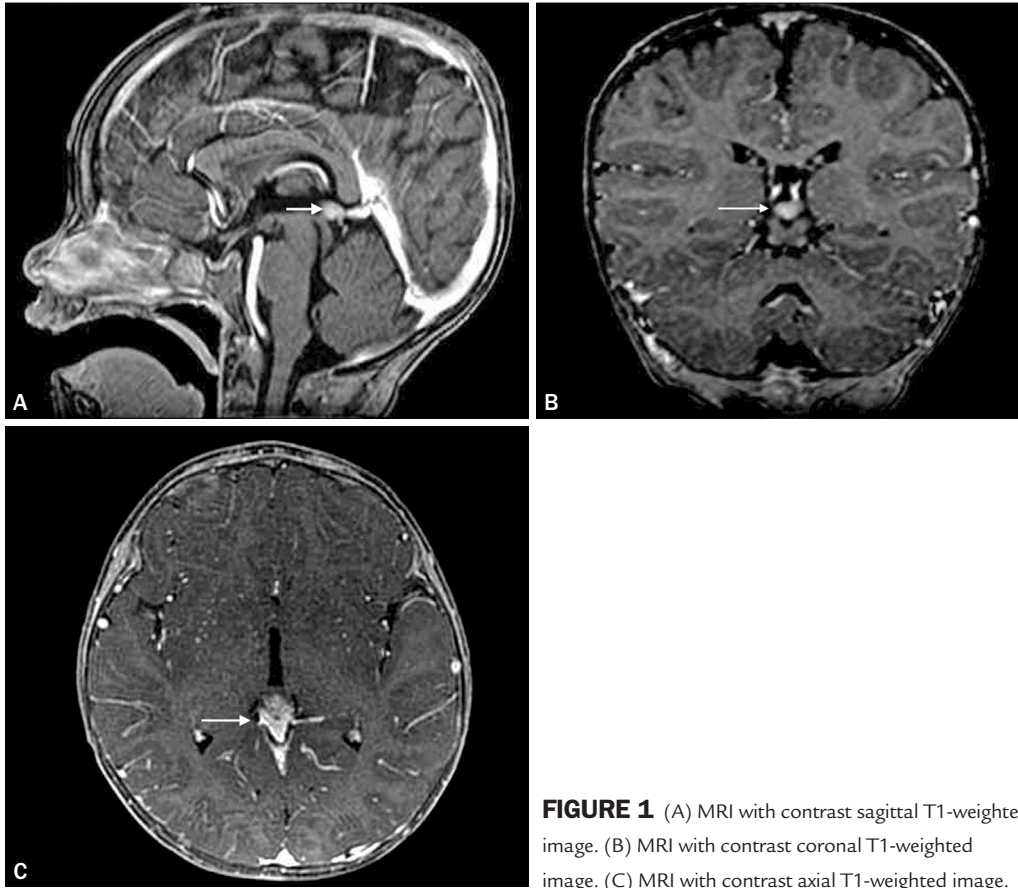 A
B
C
FIGURE 1 (A) MRI with contrast sagittal T1-weighte
image. (B) MRI with contrast coronal T1-weighted
image. (C) MRI with contrast axial T1-weighted image.